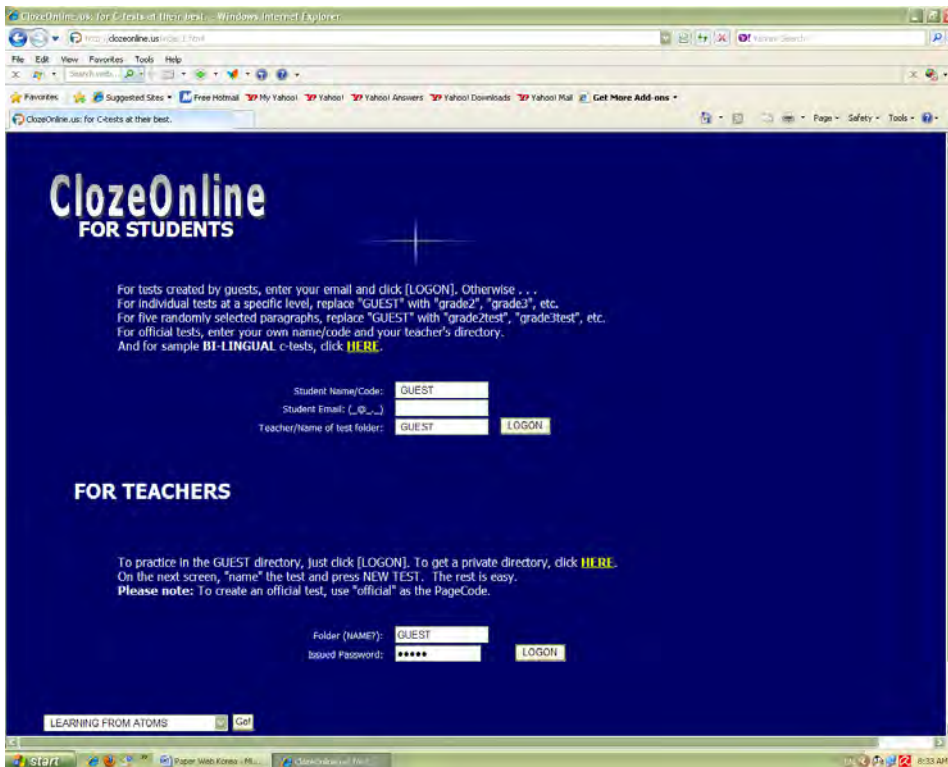 ClozeOnline.us: for C-tests at their best. - Windows Internet Explorer
File Edit View Favorites Tools Help
Favorites Suggested Sites Free Hotmail My Yahoo! Yahoo! Yahoo! Answers Yahoo! Downloads Yahoo! Mail Get More Add-ons
ClozeOnline.us: for C-tests at their best. Page Safety Tools
ClozeOnline
FOR STUDENTS
For tests created by guests, enter your email and click [LOGON]. Otherwise . . .
For individual tests at a specific level, replace "GUEST" with "grade2", "grade3", etc.
For five randomly selected paragraphs, replace "GUEST" with "grade2test", "grade3test", etc.
For official tests, enter your own name/code and your teacher's directory.
And for sample BI-LINGUAL c-tests, click HERE.
Student Name/Code: GUEST
Student Email: (_@_._)
Teacher/Name of test folder: GUEST LOGON
FOR TEACHERS
To practice in the GUEST directory, just click [LOGON]. To get a private directory, click HERE.
On the next screen, "name" the test and press NEW TEST. The rest is easy.
Please note: To create an official test, use "official" as the PageCode.
Folder (NAME?): GUEST
Issued Password: ••••• LOGON
LEARNING FROM ATOMS Go!
start Paper Web Korea - Mi... 8:33 AM